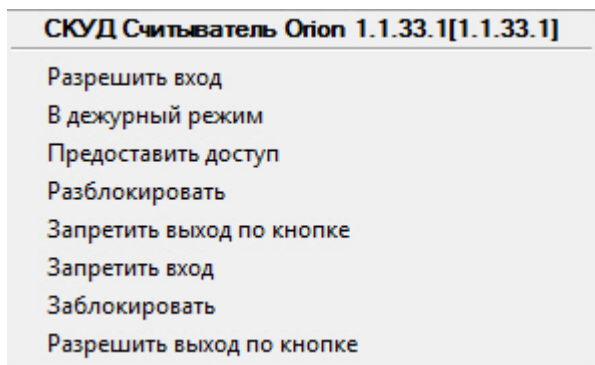 СКУД Считыватель Orion 1.1.33.1[1.1.33.1]
Разрешить вход
В дежурный режим
Предоставить доступ
Разблокировать
Запретить выход по кнопке
Запретить вход
Заблокировать
Разрешить выход по кнопке